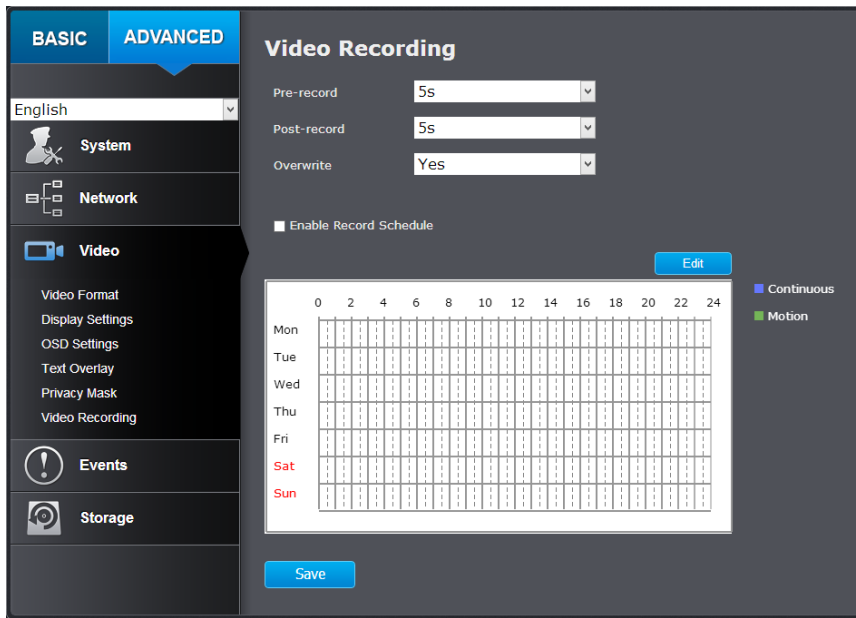 BASIC ADVANCED
English
System
Network
Video
Video Format
Display Settings
OSD Settings
Text Overlay
Privacy Mask
Video Recording
Events
Storage
Video Recording
Pre-record 5s
Post-record 5s
Overwrite Yes
Enable Record Schedule
Edit
0 2 4 6 8 10 12 14 16 18 20 22 24
Mon
Tue
Wed
Thu
Fri
Sat
Sun
Continuous
Motion
Save